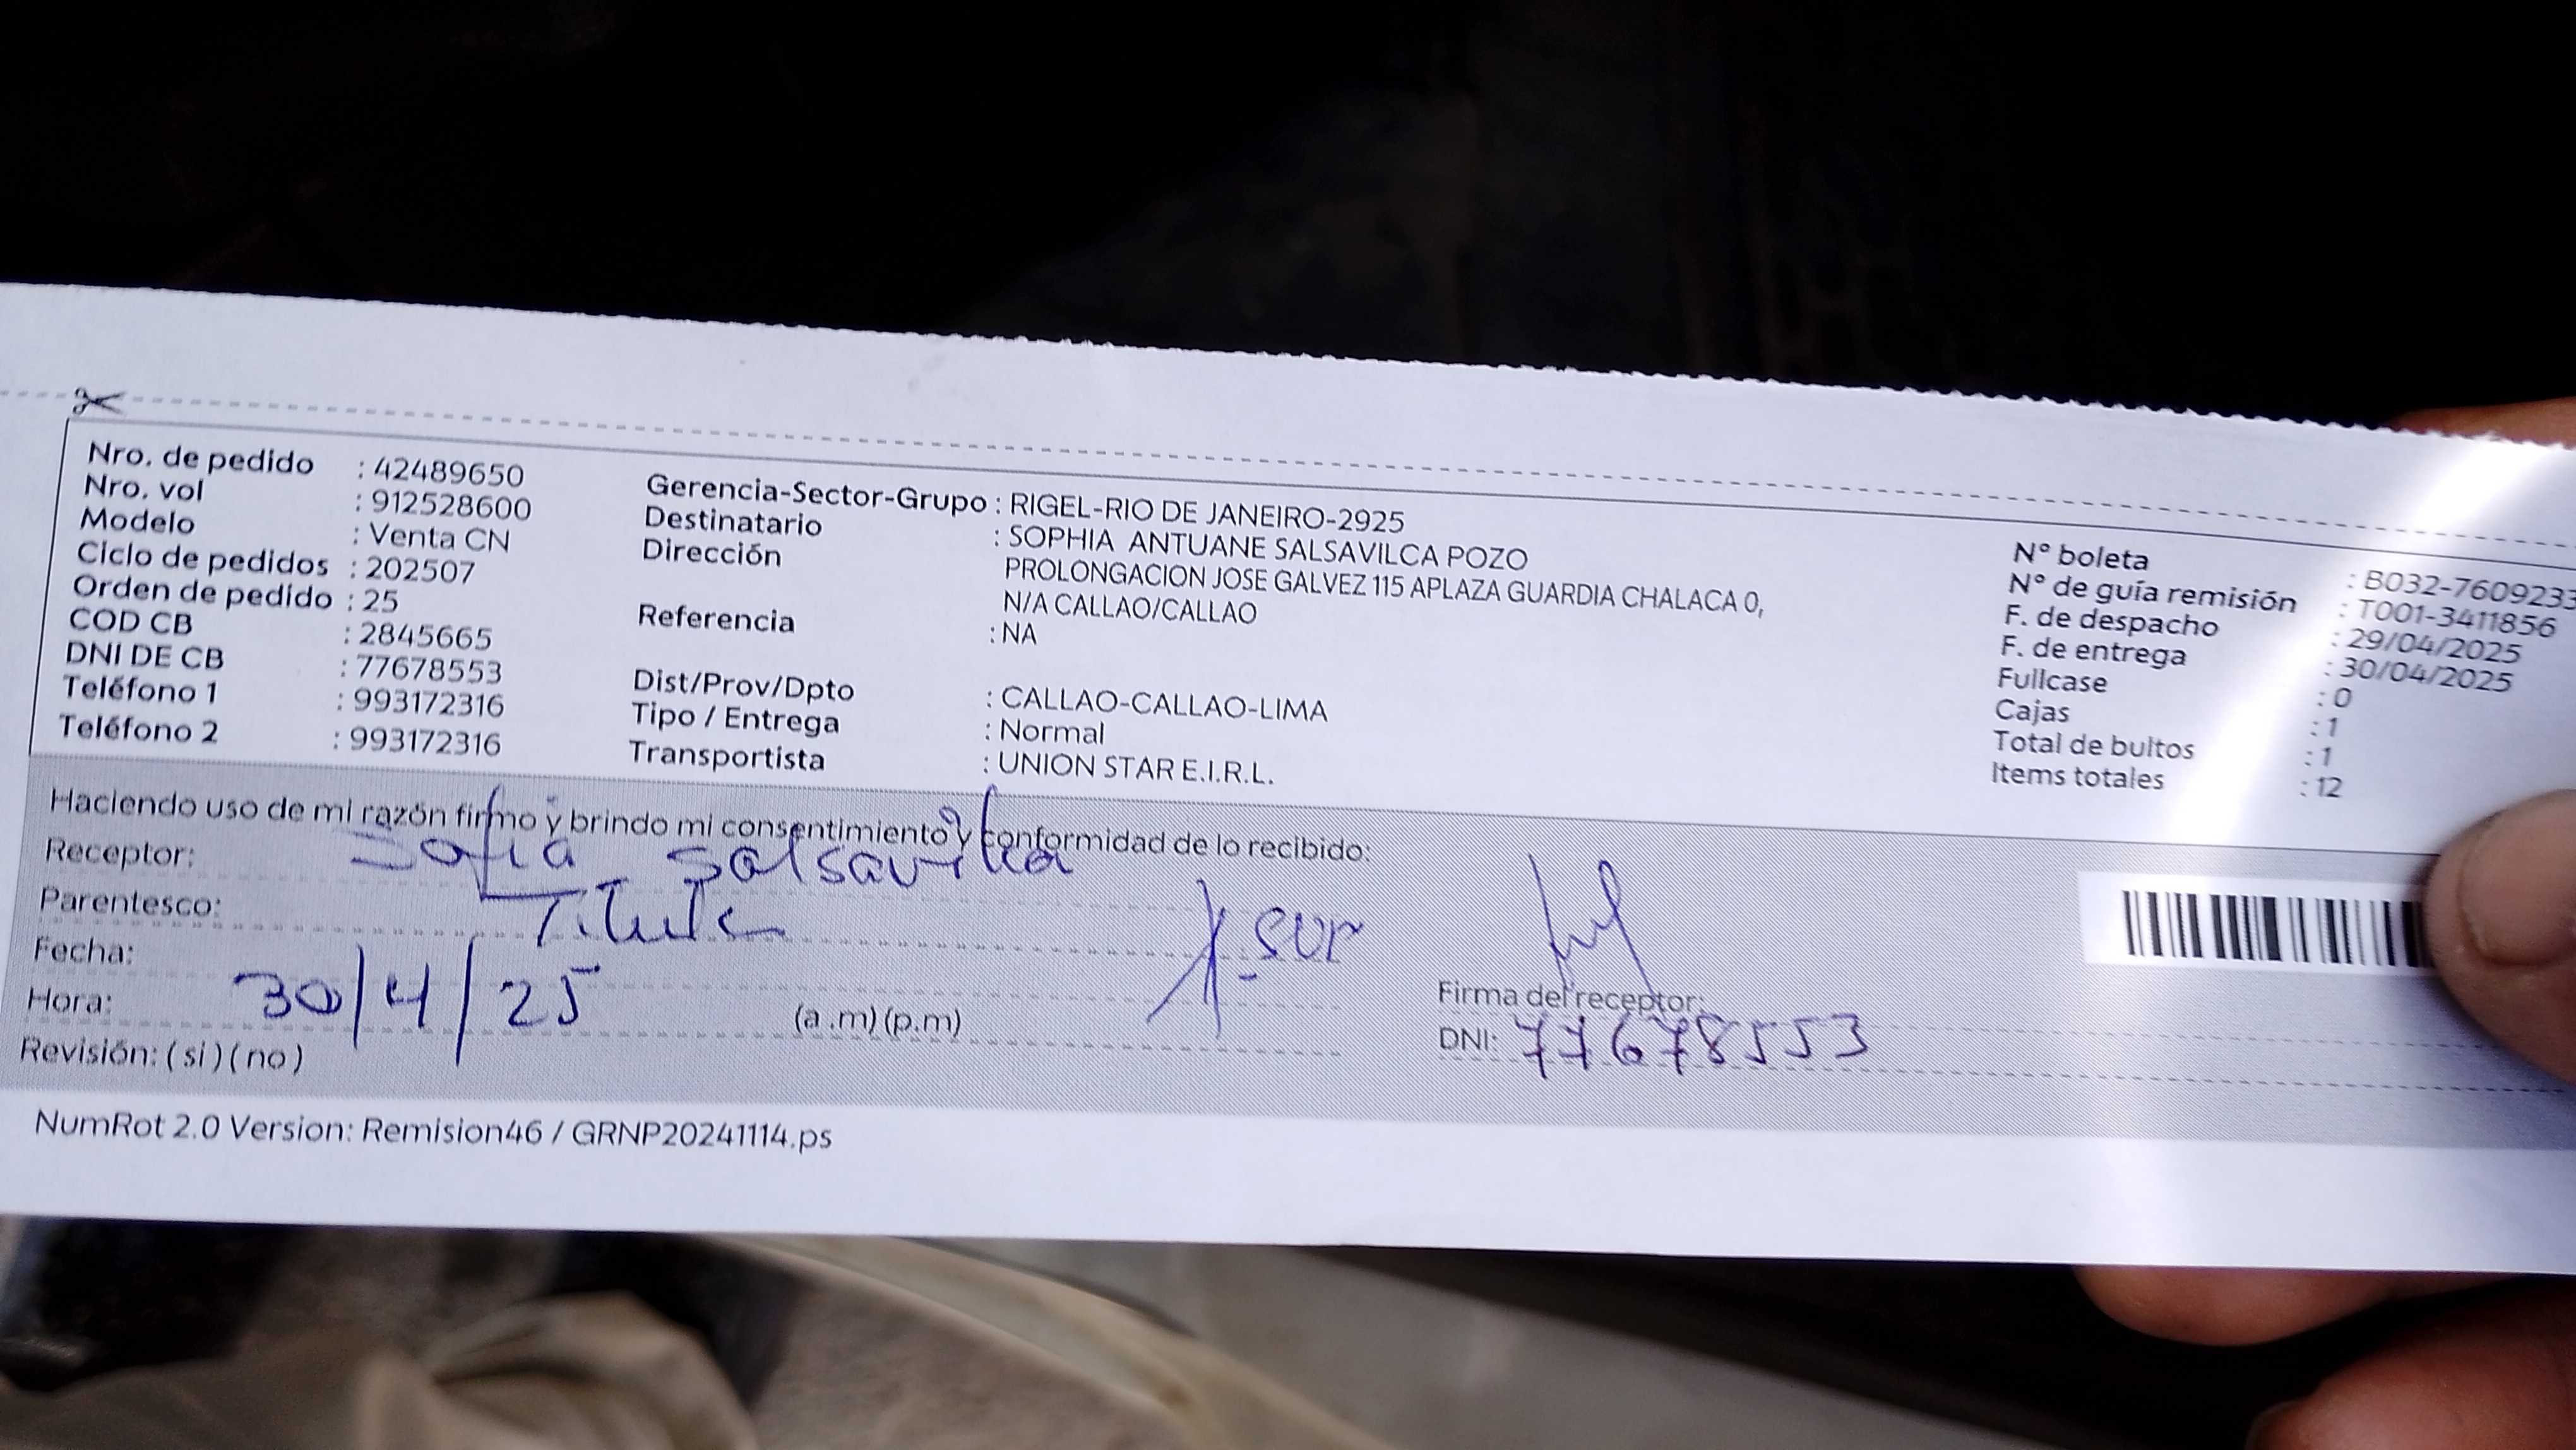 Nro. de pedido : 42489650
Nro. vol : 912528600
Modelo : Venta CN
Ciclo de pedidos : 202507
Orden de pedido : 25
COD CB : 2845665
DNI DE CB : 77678553
Teléfono 1 : 993172316
Teléfono 2 : 993172316
Gerencia-Sector-Grupo : RIGEL-RIO DE JANEIRO-2925
Destinatario : SOPHIA ANTUANE SALSAVILCA POZO
Dirección PROLONGACION JOSE GALVEZ 115 APLAZA GUARDIA CHALACA 0,
N/A CALLAO/CALLAO
Referencia : NA
Dist/Prov/Dpto : CALLAO-CALLAO-LIMA
Tipo / Entrega : Normal
Transportista : UNION STAR E.I.R.L.
N° boleta : B032-7609233
N° de guía remisión : T001-3411856
F. de despacho : 29/04/2025
F. de entrega : 30/04/2025
Fullcase : 0
Cajas : 1
Total de bultos : 1
Items totales : 12
Haciendo uso de mi razón firmo y brindo mi consentimiento y conformidad de lo recibido:
Receptor: Sofia Salsavilca
Parentesco: Titular
Fecha: 30/4/25
Hora: (a .m) (p.m)
Revisión: ( si ) ( no )
Firma del receptor:
DNI: 77678553
NumRot 2.0 Version: Remision46 / GRNP20241114.ps